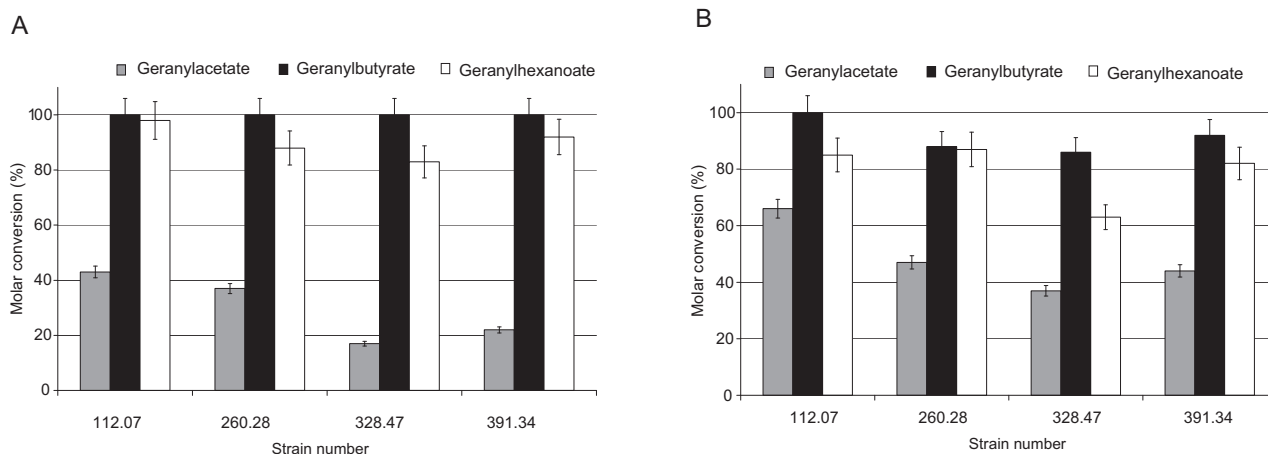 A
Geranylacetate Geranylbutyrate Geranylhexanoate
Molar conversion (%)
100
80
60
40
20
0
112.07 260.28 328.47 391.34
Strain number
B
Geranylacetate Geranylbutyrate Geranylhexanoate
Molar conversion (%)
100
80
60
40
20
0
112.07 260.28 328.47 391.34
Strain number